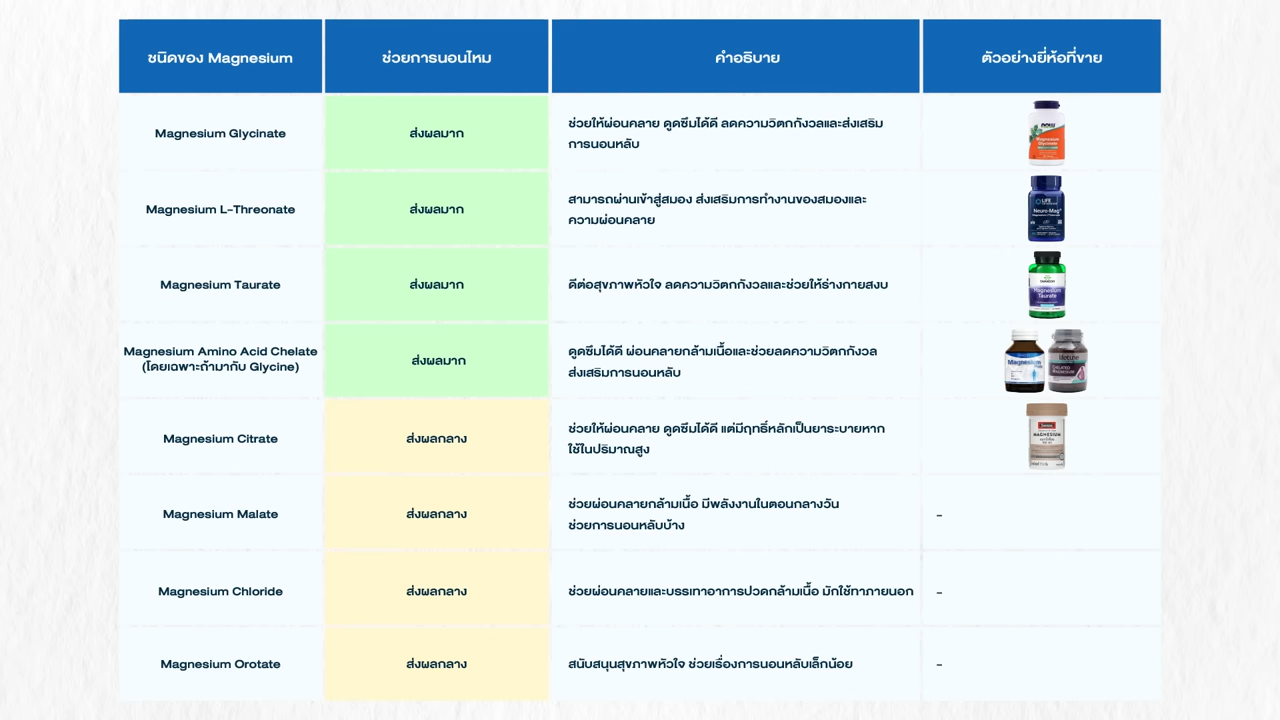 ชนิดของ Magnesium
ช่วยการนอนไหม
คำอธิบาย
ตัวอย่างยี่ห้อที่ขาย
Magnesium Glycinate
ส่งผลมาก
ช่วยให้ผ่อนคลาย ดูดซึมได้ดี ลดความวิตกกังวลและส่งเสริม
การนอนหลับ
NOW
Magnesium
Glycinate
Magnesium L-Threonate
ส่งผลมาก
สามารถผ่านเข้าสู่สมอง ส่งเสริมการทำงานของสมองและ
ความผ่อนคลาย
LIFE
Neuro-Mag
Magnesium Taurate
ส่งผลมาก
ดีต่อสุขภาพหัวใจ ลดความวิตกกังวลและช่วยให้ร่างกายสงบ
Magnesium
Taurate
Magnesium Amino Acid Chelate
(โดยเฉพาะถ้ามากับ Glycine)
ส่งผลมาก
ดูดซึมได้ดี ผ่อนคลายกล้ามเนื้อและช่วยลดความวิตกกังวล
ส่งเสริมการนอนหลับ
Magnesium
CHELATED
MAGNESIUM
Magnesium Citrate
ส่งผลกลาง
ช่วยให้ผ่อนคลาย ดูดซึมได้ดี แต่มีฤทธิ์หลักเป็นยาระบายหาก
ใช้ในปริมาณสูง
MAGNESIUM
Magnesium Malate
ส่งผลกลาง
ช่วยผ่อนคลายกล้ามเนื้อ มีพลังงานในตอนกลางวัน
ช่วยการนอนหลับบ้าง
-
Magnesium Chloride
ส่งผลกลาง
ช่วยผ่อนคลายและบรรเทาอาการปวดกล้ามเนื้อ มักใช้ทาภายนอก
-
Magnesium Orotate
ส่งผลกลาง
สนับสนุนสุขภาพหัวใจ ช่วยเรื่องการนอนหลับเล็กน้อย
-